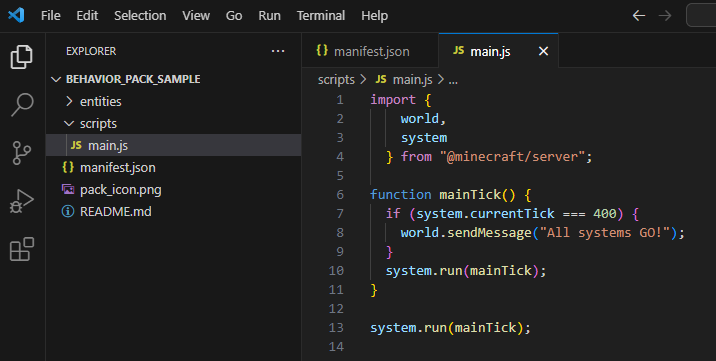 File Edit Selection View Go Run Terminal Help
EXPLORER
BEHAVIOR_PACK_SAMPLE
entities
scripts
JS main.js
{} manifest.json
pack_icon.png
README.md
{} manifest.json JS main.js
scripts > JS main.js > ...
1 import {
2 world,
3 system
4 } from "@minecraft/server";
5
6 function mainTick() {
7 if (system.currentTick === 400) {
8 world.sendMessage("All systems GO!");
9 }
10 system.run(mainTick);
11 }
12
13 system.run(mainTick);
14